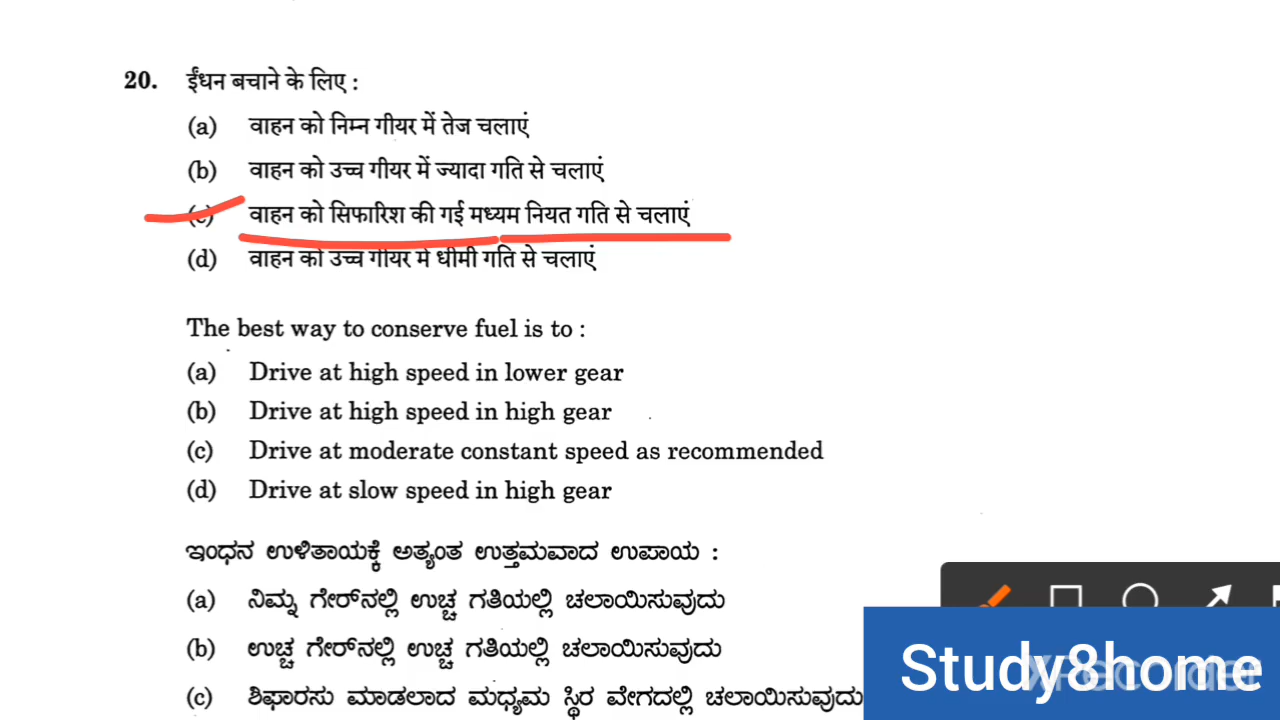 20. ईंधन बचाने के लिए :
(a) वाहन को निम्न गीयर में तेज चलाएं
(b) वाहन को उच्च गीयर में ज्यादा गति से चलाएं
(c) वाहन को सिफारिश की गई मध्यम नियत गति से चलाएं
(d) वाहन को उच्च गीयर में धीमी गति से चलाएं
The best way to conserve fuel is to :
(a) Drive at high speed in lower gear
(b) Drive at high speed in high gear
(c) Drive at moderate constant speed as recommended
(d) Drive at slow speed in high gear
ಇಂಧನ ಉಳಿತಾಯಕ್ಕೆ ಅತ್ಯಂತ ಉತ್ತಮವಾದ ಉಪಾಯ :
(a) ನಿಮ್ನ ಗೇರ್‌ನಲ್ಲಿ ಉಚ್ಚ ಗತಿಯಲ್ಲಿ ಚಲಾಯಿಸುವುದು
(b) ಉಚ್ಚ ಗೇರ್‌ನಲ್ಲಿ ಉಚ್ಚ ಗತಿಯಲ್ಲಿ ಚಲಾಯಿಸುವುದು
(c) ಶಿಫಾರಸು ಮಾಡಲಾದ ಮಧ್ಯಮ ಸ್ಥಿರ ವೇಗದಲ್ಲಿ ಚಲಾಯಿಸುವುದು
Study8home
XRecorder